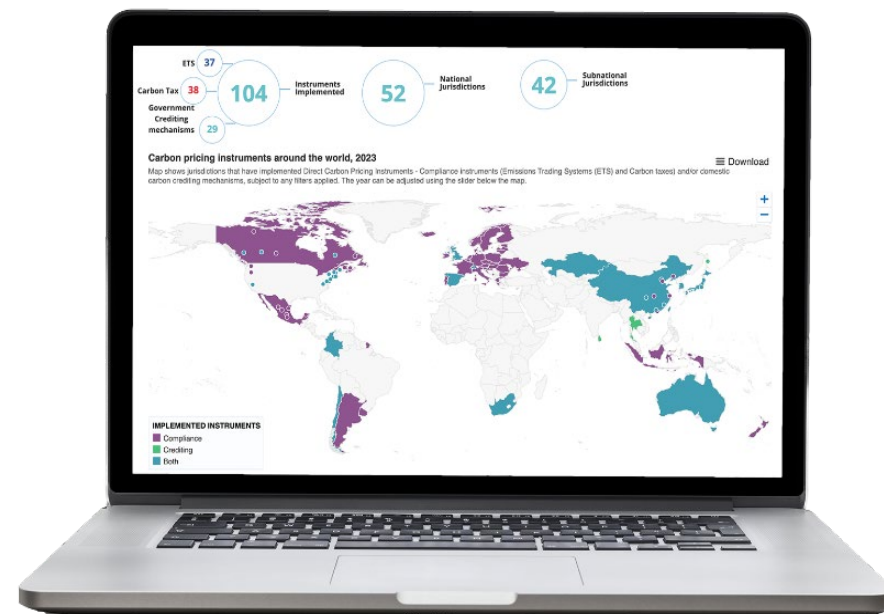 ETS 37
Carbon Tax 38
Government
Crediting
mechanisms 29
104
Instruments
Implemented
52
National
Jurisdictions
42
Subnational
Jurisdictions
Carbon pricing instruments around the world, 2023
Download
Map shows jurisdictions that have implemented Direct Carbon Pricing Instruments - Compliance instruments (Emissions Trading Systems (ETS) and Carbon taxes) and/or domestic
carbon crediting mechanisms, subject to any filters applied. The year can be adjusted using the slider below the map.
+
−
IMPLEMENTED INSTRUMENTS
Compliance
Crediting
Both